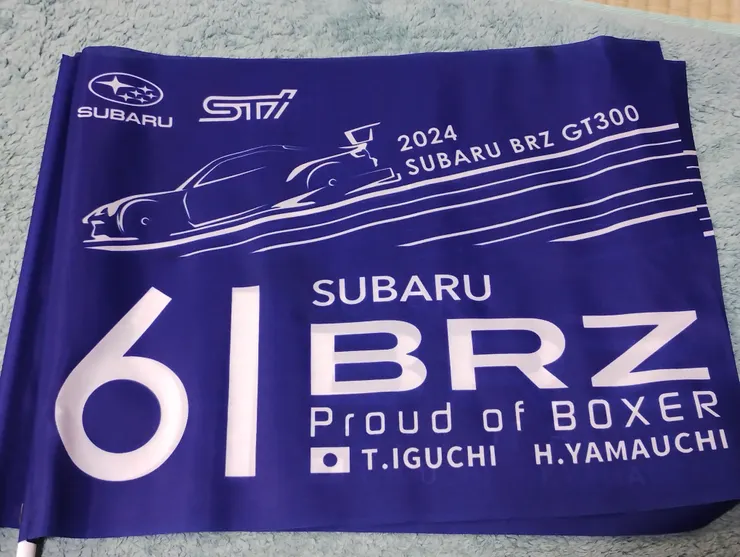 SUBARU
STI
2024
SUBARU BRZ GT300
61
SUBARU
BRZ
Proud of BOXER
T.IGUCHI H.YAMAUCHI